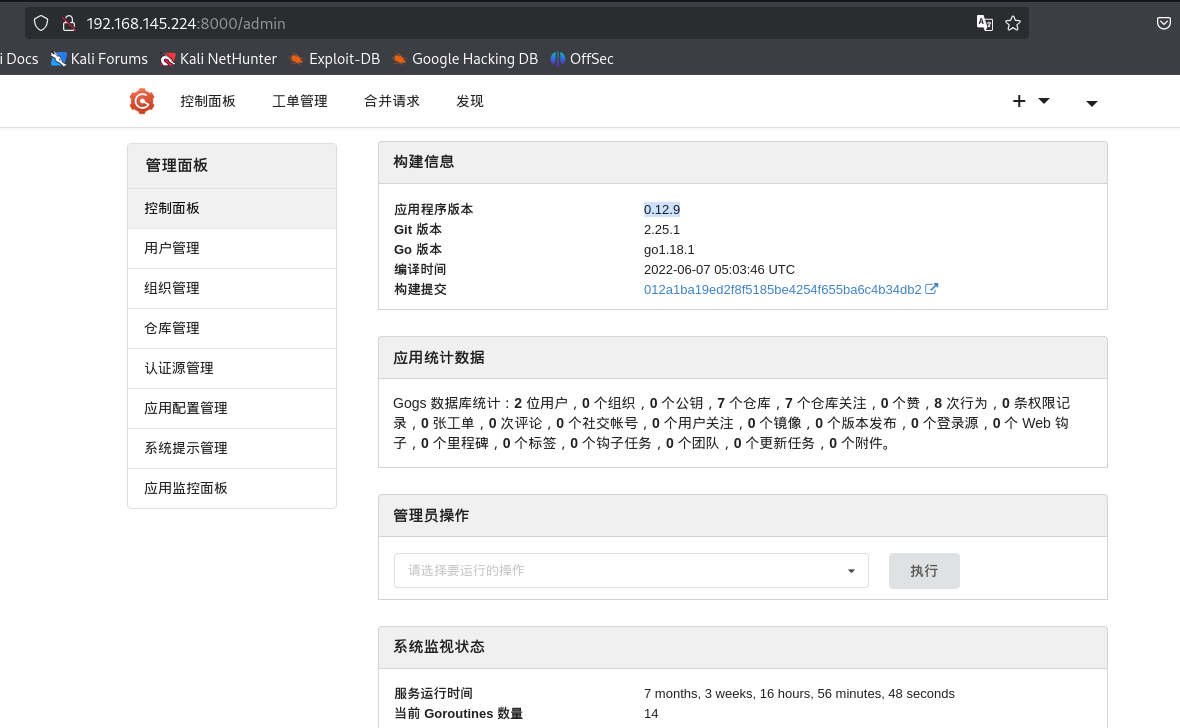 192.168.145.224:8000/admin
i Docs Kali Forums Kali NetHunter Exploit-DB Google Hacking DB OffSec
控制面板 工单管理 合并请求 发现
管理面板
控制面板
用户管理
组织管理
仓库管理
认证源管理
应用配置管理
系统提示管理
应用监控面板
构建信息
应用程序版本 0.12.9
Git 版本 2.25.1
Go 版本 go1.18.1
编译时间 2022-06-07 05:03:46 UTC
构建提交 012a1ba19ed2f8f5185be4254f655ba6c4b34db2
应用统计数据
Gogs 数据库统计：2 位用户，0 个组织，0 个公钥，7 个仓库，7 个仓库关注，0 个赞，8 次行为，0 条权限记
录，0 张工单，0 次评论，0 个社交帐号，0 个用户关注，0 个镜像，0 个版本发布，0 个登录源，0 个 Web 钩
子，0 个里程碑，0 个标签，0 个钩子任务，0 个团队，0 个更新任务，0 个附件。
管理员操作
请选择要运行的操作 执行
系统监视状态
服务运行时间 7 months, 3 weeks, 16 hours, 56 minutes, 48 seconds
当前 Goroutines 数量 14